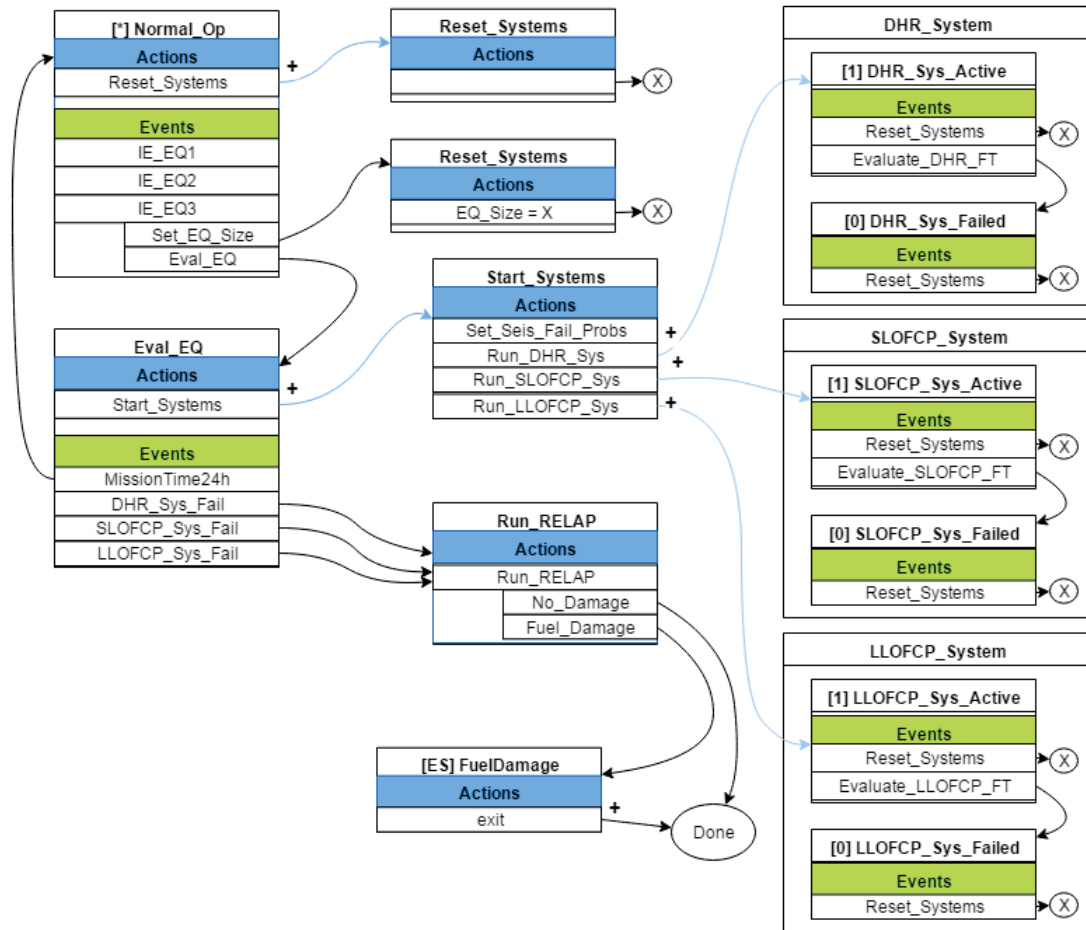 [*] Normal_Op
Actions
Reset_Systems
+
Events
IE_EQ1
IE_EQ2
IE_EQ3
Set_EQ_Size
Eval_EQ
Reset_Systems
Actions
X
Reset_Systems
Actions
EQ_Size = X
X
Eval_EQ
Actions
Start_Systems
+
Events
MissionTime24h
DHR_Sys_Fail
SLOFCP_Sys_Fail
LLOFCP_Sys_Fail
Start_Systems
Actions
Set_Seis_Fail_Probs
+
Run_DHR_Sys
+
Run_SLOFCP_Sys
Run_LLOFCP_Sys
+
Run_RELAP
Actions
Run_RELAP
No_Damage
Fuel_Damage
[ES] FuelDamage
Actions
exit
+
Done
DHR_System
[1] DHR_Sys_Active
Events
Reset_Systems
X
Evaluate_DHR_FT
[0] DHR_Sys_Failed
Events
Reset_Systems
X
SLOFCP_System
[1] SLOFCP_Sys_Active
Events
Reset_Systems
X
Evaluate_SLOFCP_FT
[0] SLOFCP_Sys_Failed
Events
Reset_Systems
X
LLOFCP_System
[1] LLOFCP_Sys_Active
Events
Reset_Systems
X
Evaluate_LLOFCP_FT
[0] LLOFCP_Sys_Failed
Events
Reset_Systems
X